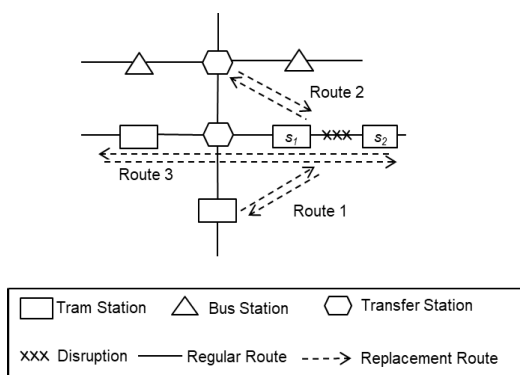 Route 2
s1
xxx
s2
Route 3
Route 1
Tram Station
Bus Station
Transfer Station
xxx Disruption
Regular Route
Replacement Route